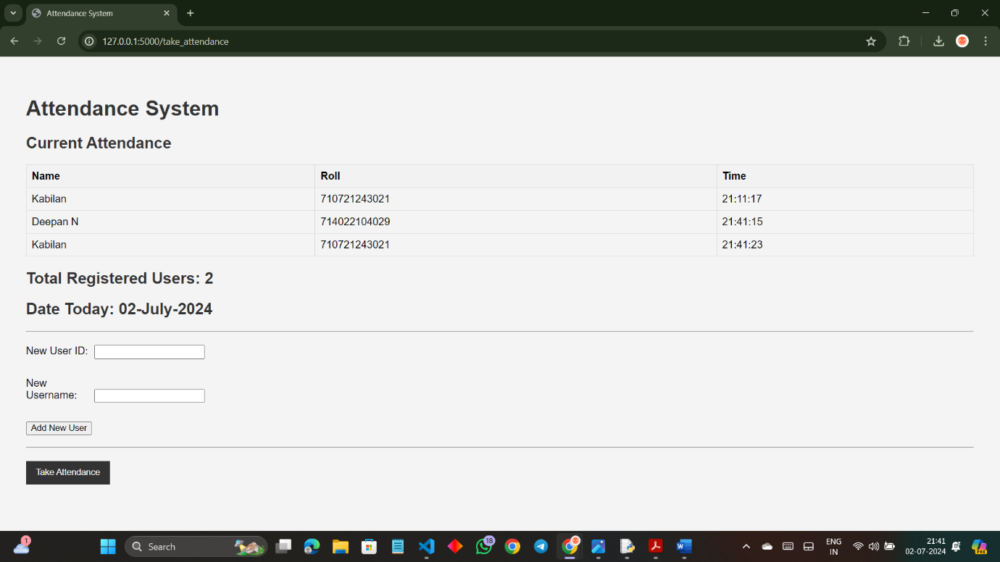 Attendance System
127.0.0.1:5000/take_attendance
Attendance System
Current Attendance
Name Roll Time
Kabilan 710721243021 21:11:17
Deepan N 714022104029 21:41:15
Kabilan 710721243021 21:41:23
Total Registered Users: 2
Date Today: 02-July-2024
New User ID:
New
Username:
Add New User
Take Attendance
1
Search
18
ENG
IN
21:41
02-07-2024
PRE